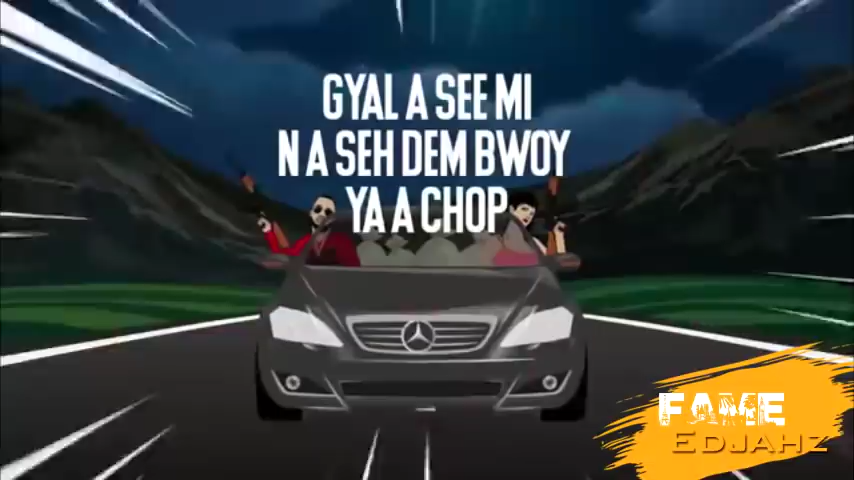 GYAL A SEE MI
N A SEH DEM BWOY
YA A CHOP
FAME
EDJAHZ